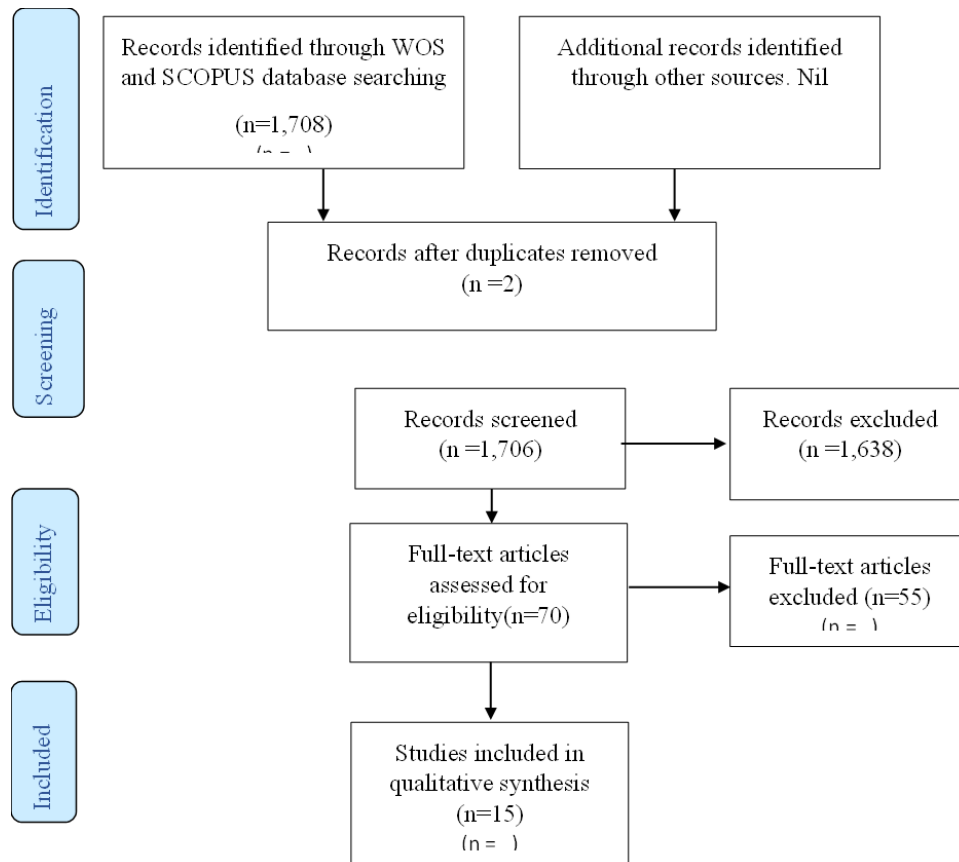 Identification
Records identified through WOS
and SCOPUS database searching
(n=1,708)
(n = )
Additional records identified
through other sources. Nil
Records after duplicates removed
(n =2)
Screening
Records screened
(n =1,706)
Records excluded
(n =1,638)
Eligibility
Full-text articles
assessed for
eligibility(n=70)
Full-text articles
excluded (n=55)
(n = )
Included
Studies included in
qualitative synthesis
(n=15)
(n = )